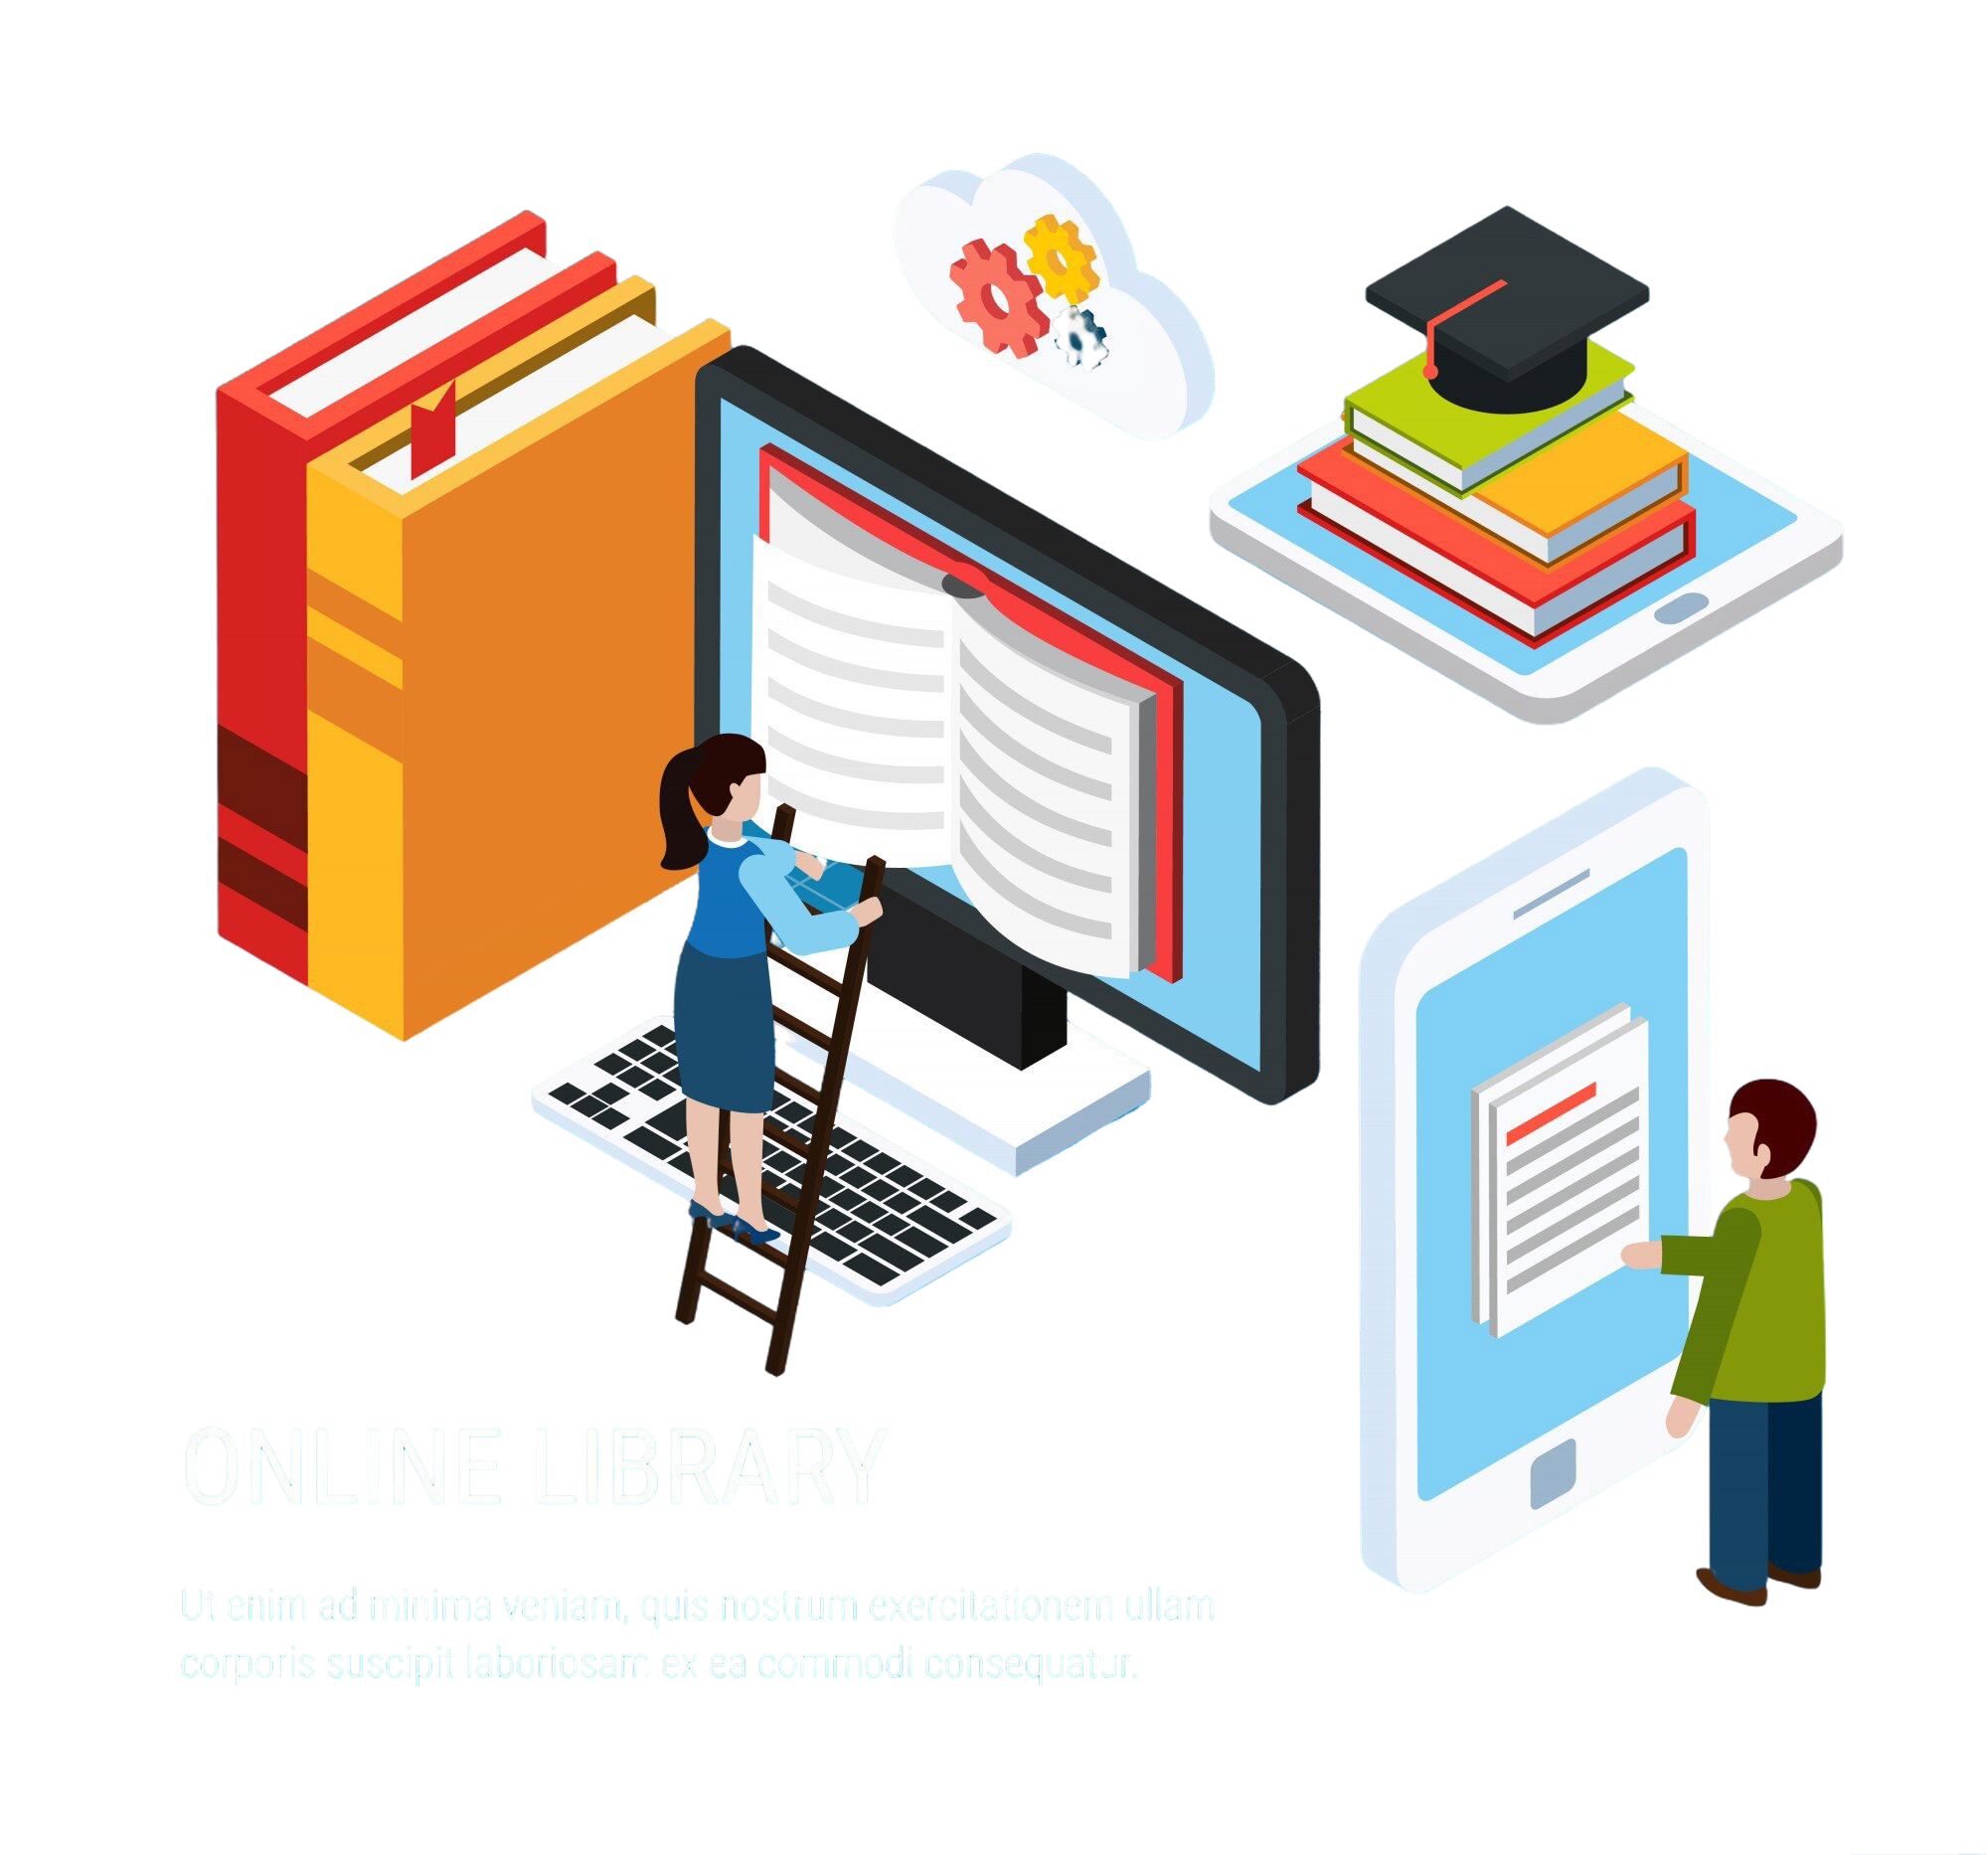 ONLINE LIBRARY
Ut enim ad minima veniam, quis nostrum exercitationem ullam
corporis suscipit laboriosam ex ea commodi consequatur.